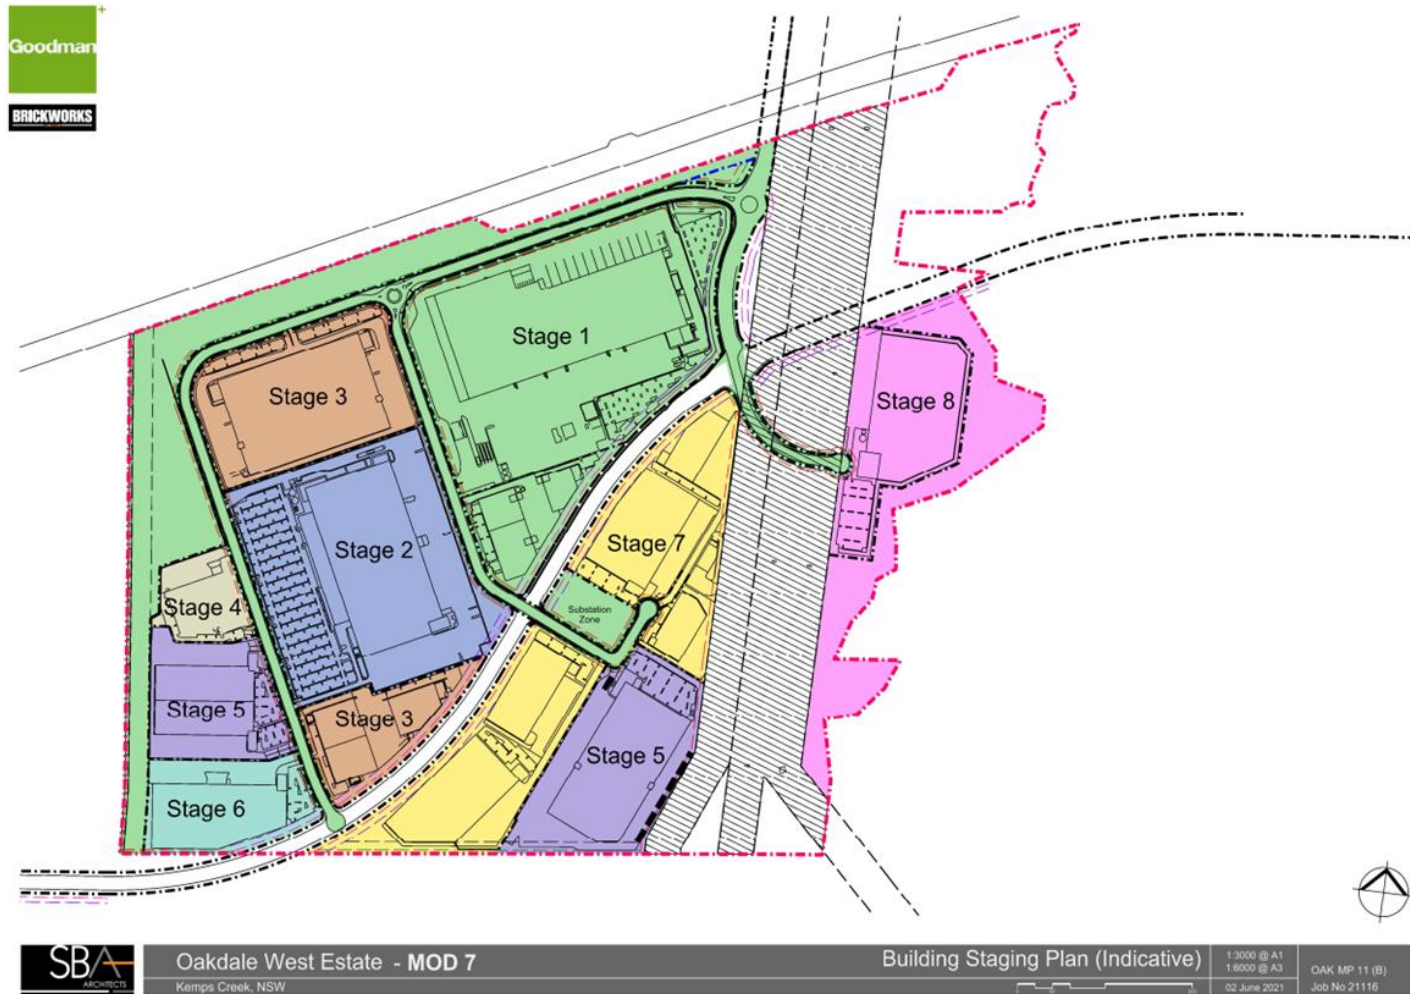 Goodman
BRICKWORKS
Stage 1
Stage 3
Stage 8
Stage 2
Stage 7
Stage 4
Substation
Zone
Stage 5
Stage 3
Stage 5
Stage 6
SBA
ARCHITECTS
Oakdale West Estate - MOD 7
Kemps Creek, NSW
Building Staging Plan (Indicative)
1:3000 @ A1
1:6000 @ A3
02 June 2021
OAK MP 11 (B)
Job No 21116